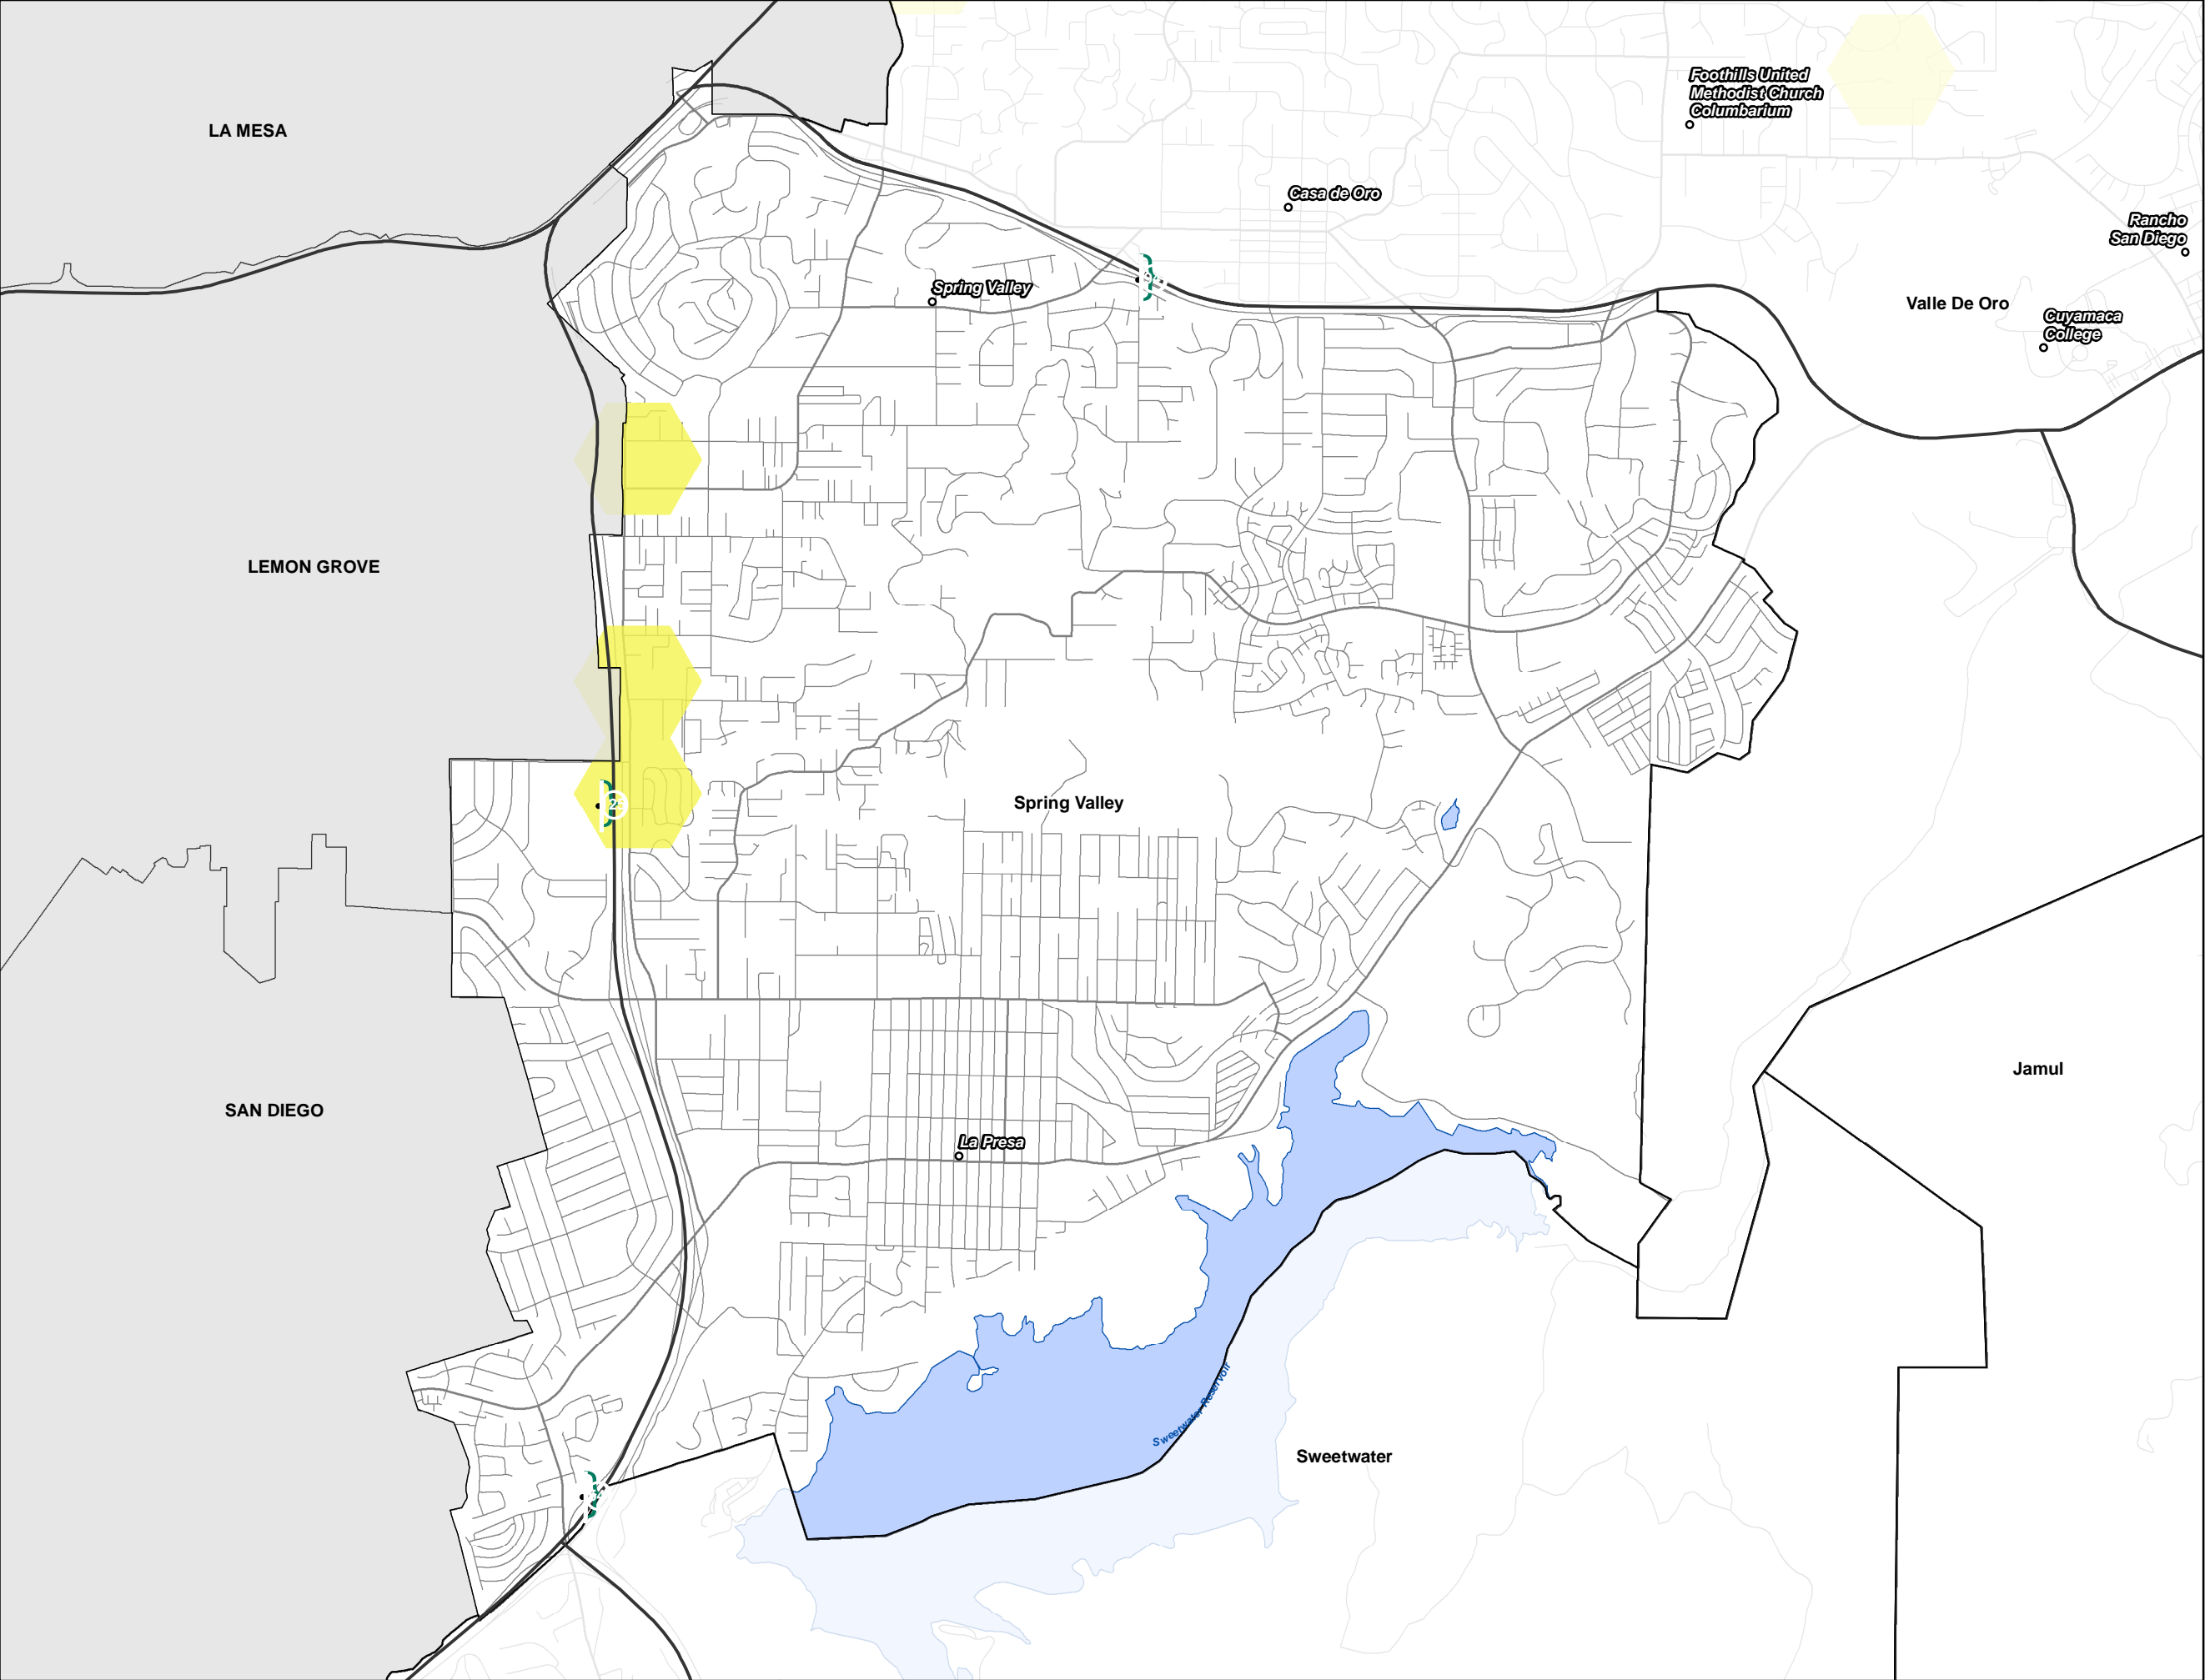 Foothills United
Methodist Church
Columbarium
LA MESA
Casa de Oro
Rancho
San Diego
Spring Valley
Valle De Oro
Cuyamaca
College
LEMON GROVE
Spring Valley
Jamul
SAN DIEGO
La Presa
Sweetwater Reservoir
Sweetwater